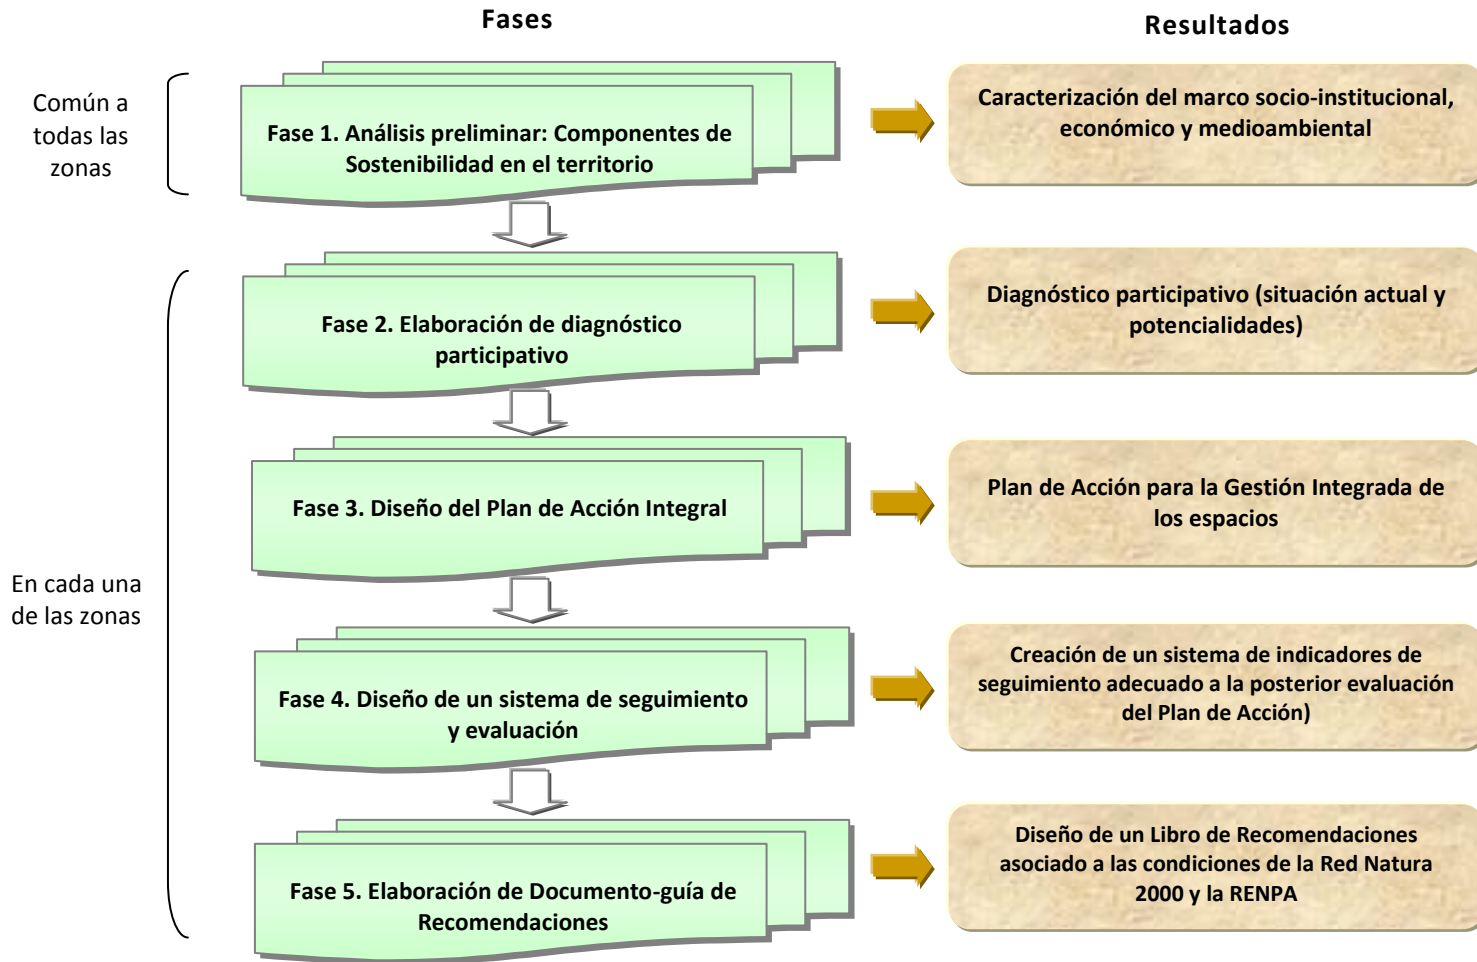 Fases
Resultados
Común a
todas las
zonas
Fase 1. Análisis preliminar: Componentes de
Sostenibilidad en el territorio
Caracterización del marco socio-institucional,
económico y medioambiental
En cada una
de las zonas
Fase 2. Elaboración de diagnóstico
participativo
Diagnóstico participativo (situación actual y
potencialidades)
Fase 3. Diseño del Plan de Acción Integral
Plan de Acción para la Gestión Integrada de
los espacios
Fase 4. Diseño de un sistema de seguimiento
y evaluación
Creación de un sistema de indicadores de
seguimiento adecuado a la posterior evaluación
del Plan de Acción)
Fase 5. Elaboración de Documento-guía de
Recomendaciones
Diseño de un Libro de Recomendaciones
asociado a las condiciones de la Red Natura
2000 y la RENPA